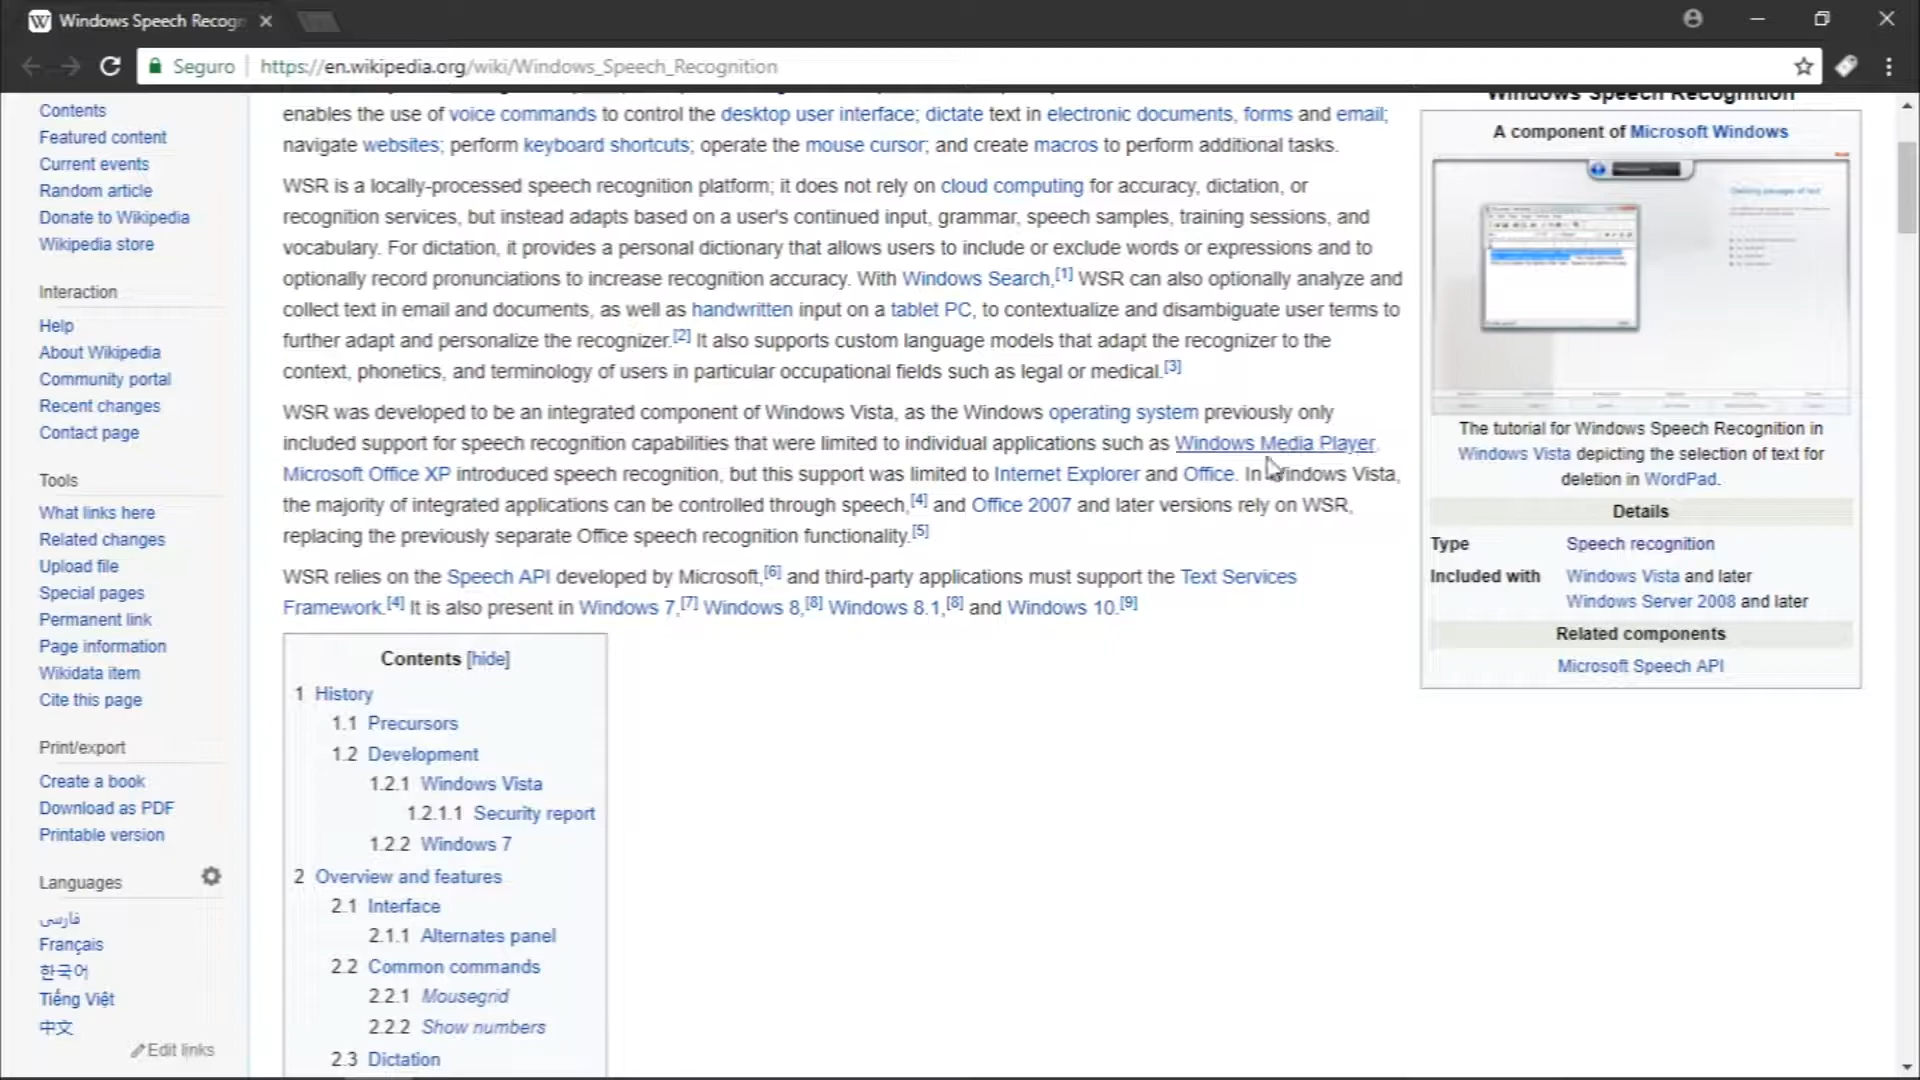 Windows Speech Recogn
Seguro
https://en.wikipedia.org/wiki/Windows_Speech_Recognition
Contents
Featured content
Current events
Random article
Donate to Wikipedia
Wikipedia store
Interaction
Help
About Wikipedia
Community portal
Recent changes
Contact page
Tools
What links here
Related changes
Upload file
Special pages
Permanent link
Page information
Wikidata item
Cite this page
Print/export
Create a book
Download as PDF
Printable version
Languages
فارسی
Français
한국어
Tiếng Việt
中文
Edit links
enables the use of voice commands to control the desktop user interface; dictate text in electronic documents, forms and email;
navigate websites; perform keyboard shortcuts; operate the mouse cursor; and create macros to perform additional tasks.
WSR is a locally-processed speech recognition platform; it does not rely on cloud computing for accuracy, dictation, or
recognition services, but instead adapts based on a user's continued input, grammar, speech samples, training sessions, and
vocabulary. For dictation, it provides a personal dictionary that allows users to include or exclude words or expressions and to
optionally record pronunciations to increase recognition accuracy. With Windows Search,[1] WSR can also optionally analyze and
collect text in email and documents, as well as handwritten input on a tablet PC, to contextualize and disambiguate user terms to
further adapt and personalize the recognizer.[2] It also supports custom language models that adapt the recognizer to the
context, phonetics, and terminology of users in particular occupational fields such as legal or medical.[3]
WSR was developed to be an integrated component of Windows Vista, as the Windows operating system previously only
included support for speech recognition capabilities that were limited to individual applications such as Windows Media Player.
Microsoft Office XP introduced speech recognition, but this support was limited to Internet Explorer and Office. In Windows Vista,
the majority of integrated applications can be controlled through speech,[4] and Office 2007 and later versions rely on WSR,
replacing the previously separate Office speech recognition functionality.[5]
WSR relies on the Speech API developed by Microsoft,[6] and third-party applications must support the Text Services
Framework.[4] It is also present in Windows 7,[7] Windows 8,[8] Windows 8.1,[8] and Windows 10.[9]
Contents [hide]
1 History
1.1 Precursors
1.2 Development
1.2.1 Windows Vista
1.2.1.1 Security report
1.2.2 Windows 7
2 Overview and features
2.1 Interface
2.1.1 Alternates panel
2.2 Common commands
2.2.1 Mousegrid
2.2.2 Show numbers
2.3 Dictation
Windows Speech Recognition
A component of Microsoft Windows
The tutorial for Windows Speech Recognition in
Windows Vista depicting the selection of text for
deletion in WordPad.
Details
Type Speech recognition
Included with Windows Vista and later
Windows Server 2008 and later
Related components
Microsoft Speech API